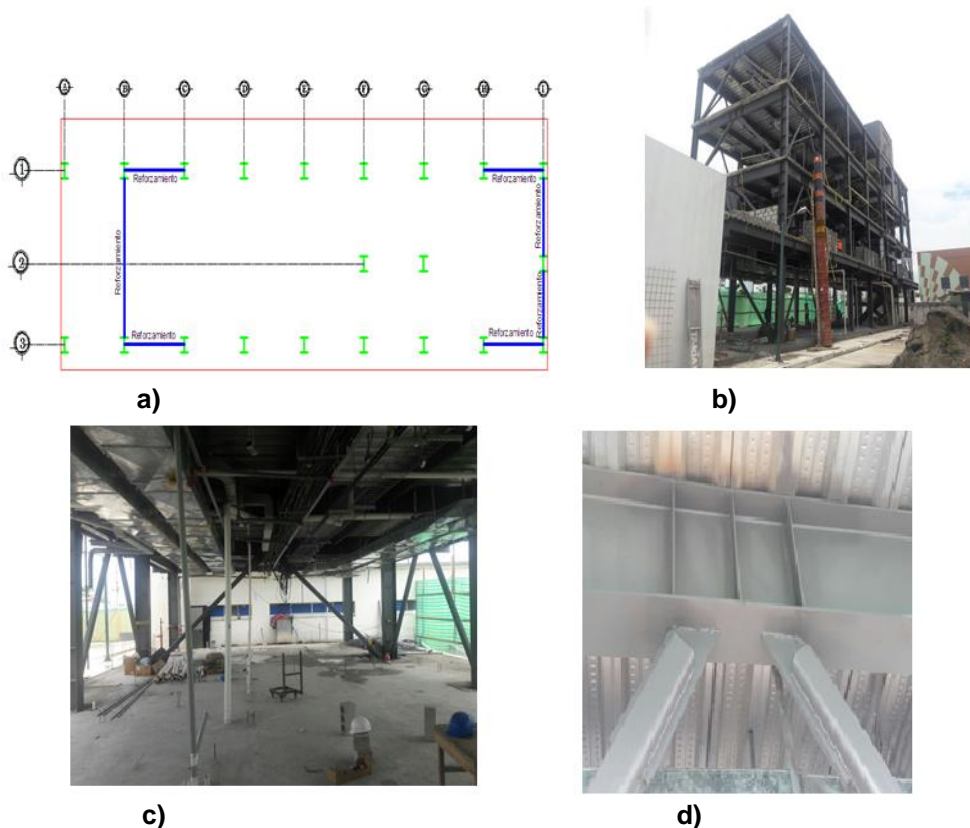 A B C D E F G H I
1
Reforzamiento Reforzamiento
Reforzamiento
Reforzamiento
2
Reforzamiento
Reforzamiento Reforzamiento
3
a) b)
c) d)